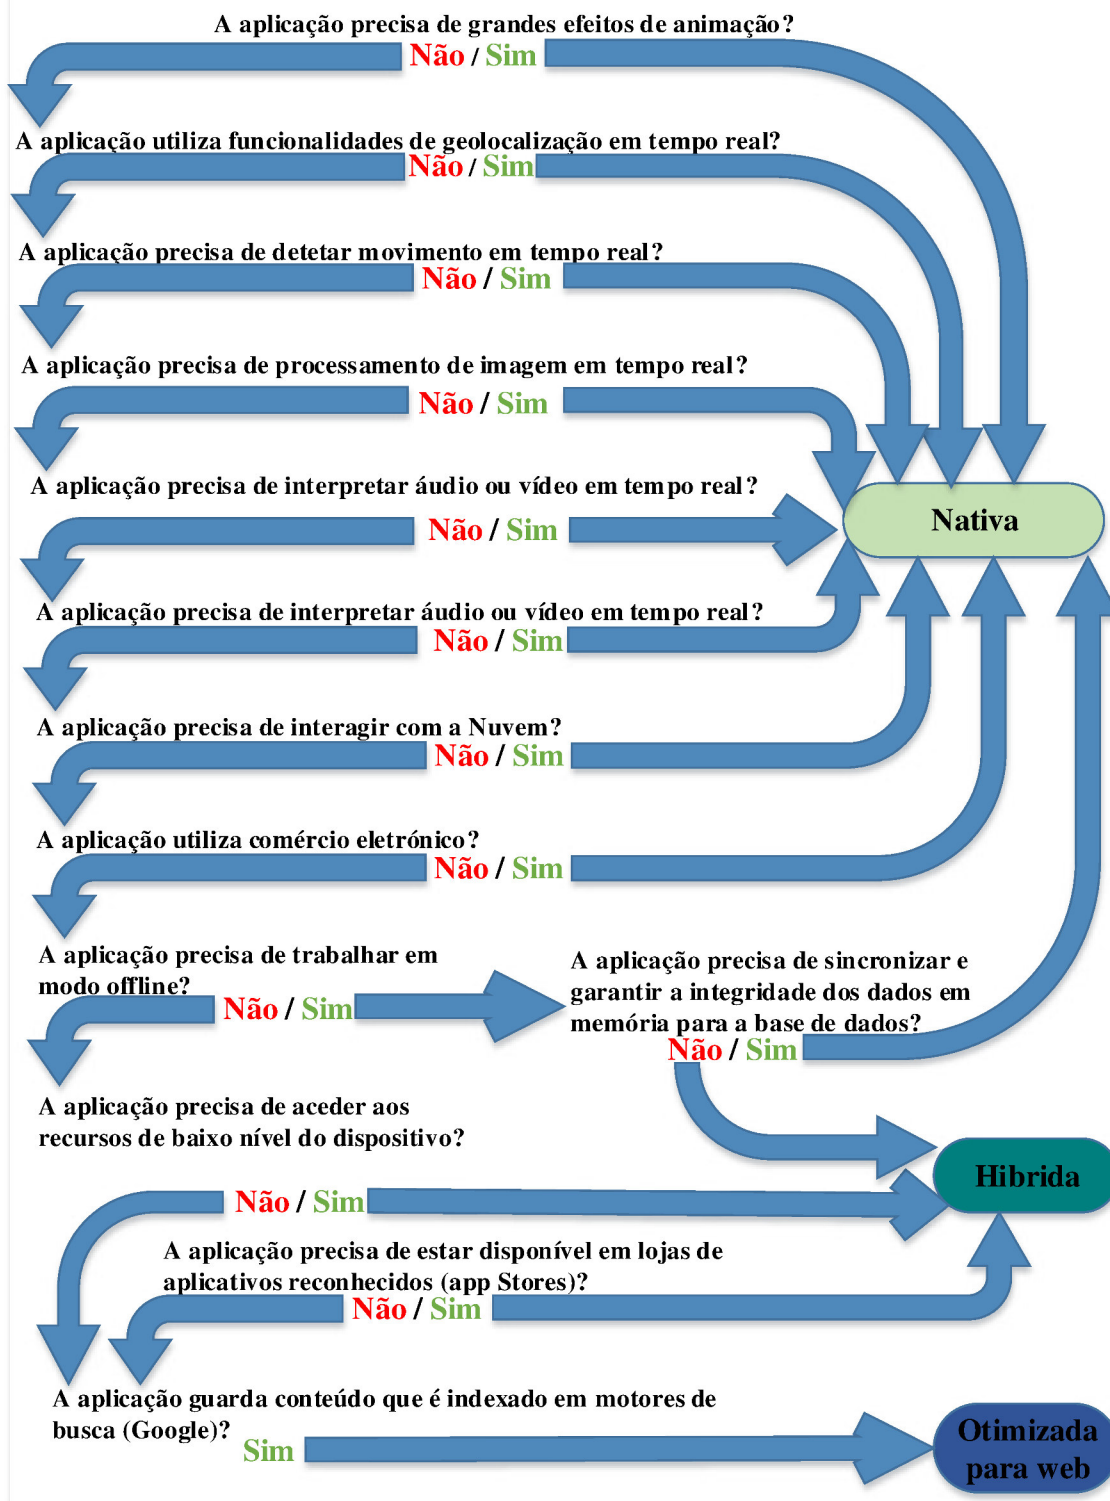 A aplicação precisa de grandes efeitos de animação?
Não / Sim
A aplicação utiliza funcionalidades de geolocalização em tempo real?
Não / Sim
A aplicação precisa de detetar movimento em tempo real?
Não / Sim
A aplicação precisa de processamento de imagem em tempo real?
Não / Sim
A aplicação precisa de interpretar áudio ou vídeo em tempo real?
Nativa
Não / Sim
A aplicação precisa de interpretar áudio ou vídeo em tempo real?
Não / Sim
A aplicação precisa de interagir com a Nuvem?
Não / Sim
A aplicação utiliza comércio eletrónico?
Não / Sim
A aplicação precisa de trabalhar em
modo offline?
Não / Sim
A aplicação precisa de sincronizar e
garantir a integridade dos dados em
memória para a base de dados?
Não / Sim
A aplicação precisa de aceder aos
recursos de baixo nível do dispositivo?
Não / Sim
Hibrida
A aplicação precisa de estar disponível em lojas de
aplicativos reconhecidos (app Stores)?
Não / Sim
A aplicação guarda conteúdo que é indexado em motores de
busca (Google)?
Sim
Otimizada
para web